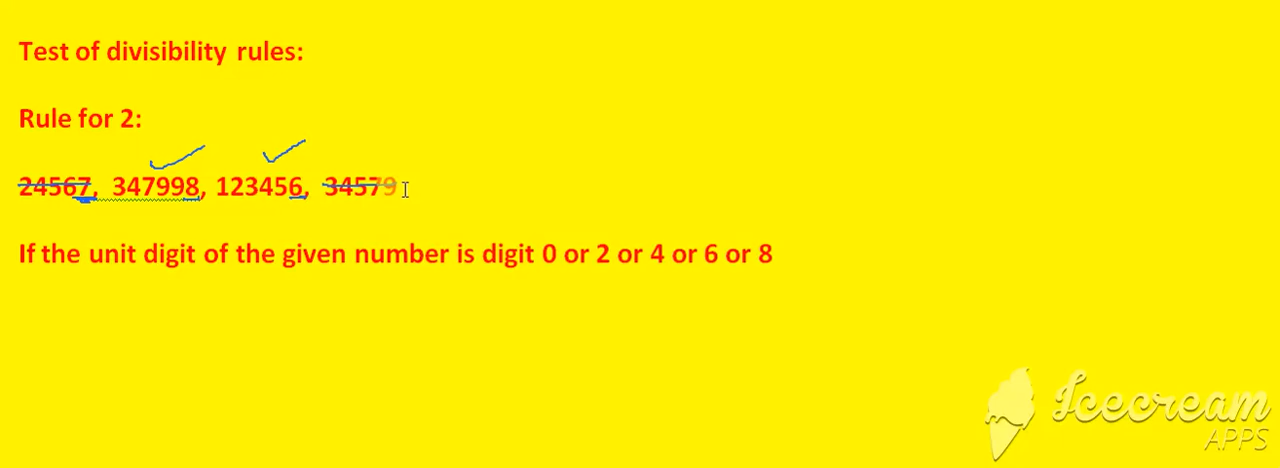 Test of divisibility rules:
Rule for 2:
24567, 347998, 123456, 34579
If the unit digit of the given number is digit 0 or 2 or 4 or 6 or 8
Icecream
APPS